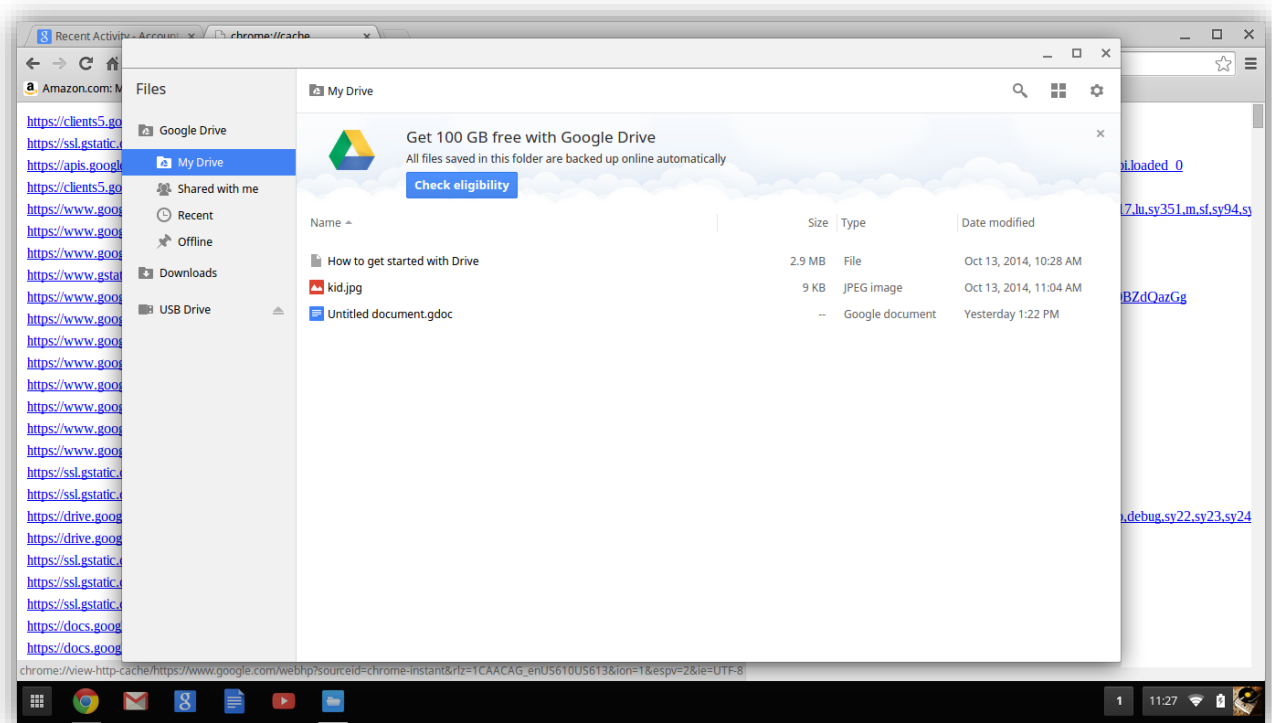 Recent Activity - Account
chrome://cache
Amazon.com: M
Files
My Drive
Google Drive
My Drive
Shared with me
Recent
Offline
Downloads
USB Drive
Get 100 GB free with Google Drive
All files saved in this folder are backed up online automatically
Check eligibility
Name Size Type Date modified
How to get started with Drive 2.9 MB File Oct 13, 2014, 10:28 AM
kid.jpg 9 KB JPEG image Oct 13, 2014, 11:04 AM
Untitled document.gdoc -- Google document Yesterday 1:22 PM
https://clients5.go
https://ssl.gstatic.c
https://apis.google
pi.loaded_0
https://clients5.go
https://www.goog
17,lu,sy351,m,sf,sy94,sy
https://www.goog
https://www.goog
https://www.gstat
https://www.goog
BZdQazGg
https://www.goog
https://www.goog
https://www.goog
https://www.goog
https://www.goog
https://www.goog
https://www.goog
https://ssl.gstatic.c
https://ssl.gstatic.c
https://drive.goog
,debug,sy22,sy23,sy24
https://drive.goog
https://ssl.gstatic.c
https://ssl.gstatic.c
https://ssl.gstatic.c
https://docs.goog
https://docs.goog
chrome://view-http-cache/https://www.google.com/webhp?sourceid=chrome-instant&rlz=1CAACAG_enUS610US613&ion=1&espv=2&ie=UTF-8
1 11:27